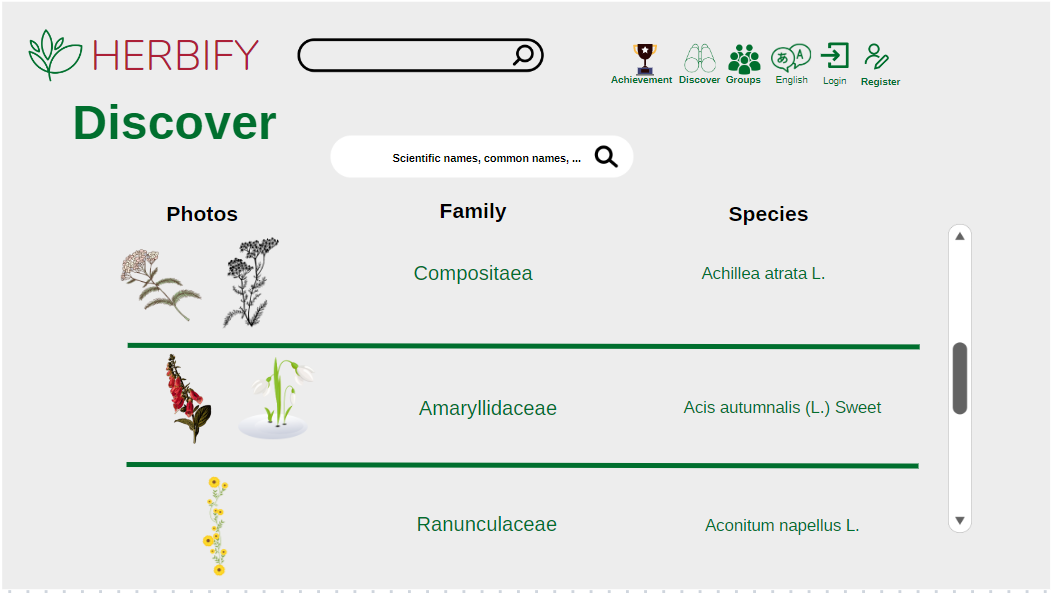 HERBIFY
Achievement Discover Groups English Login Register
あ A
Discover
Scientific names, common names, ...
Photos Family Species
Compositaea Achillea atrata L.
Amaryllidaceae Acis autumnalis (L.) Sweet
Ranunculaceae Aconitum napellus L.